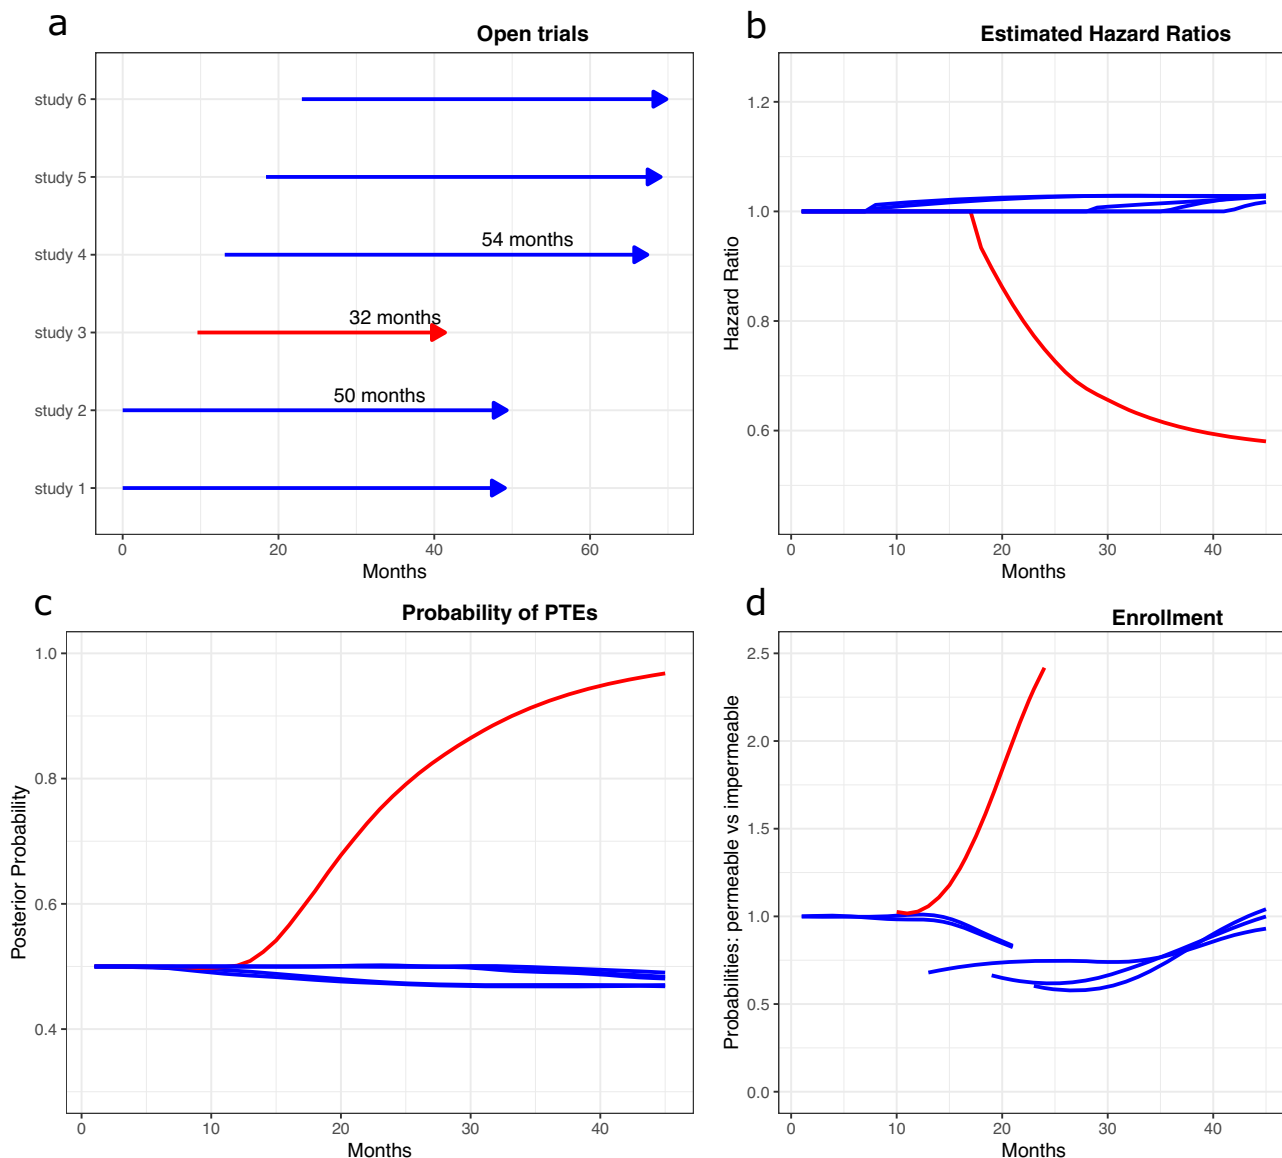 a
Open trials
study 6
study 5
study 4
study 3
study 2
study 1
54 months
32 months
50 months
0 20 40 60
Months
b
Estimated Hazard Ratios
Hazard Ratio
1.2
1.0
0.8
0.6
0 10 20 30 40
Months
c
Probability of PTEs
Posterior Probability
1.0
0.8
0.6
0.4
0 10 20 30 40
Months
d
Enrollment
Probabilities: permeable vs impermeable
2.5
2.0
1.5
1.0
0.5
0.0
0 10 20 30 40
Months